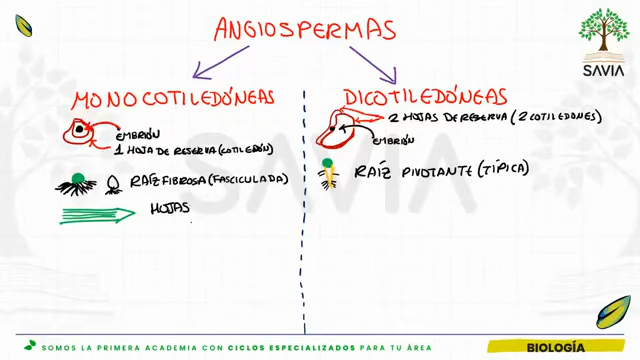 ANGIOSPERMAS
SAVIA
MONOCOTILEDÓNEAS
EMBRIÓN
1 HOJA DE RESERVA (COTILEDÓN)
RAÍZ FIBROSA (FASCICULADA)
HOJAS
DICOTILEDÓNEAS
2 HOJAS DE RESERVA (2 COTILEDONES)
EMBRIÓN
RAÍZ PIVOTANTE (TÍPICA)
SAVIA
SOMOS LA PRIMERA ACADEMIA CON CICLOS ESPECIALIZADOS PARA TU ÁREA
BIOLOGÍA